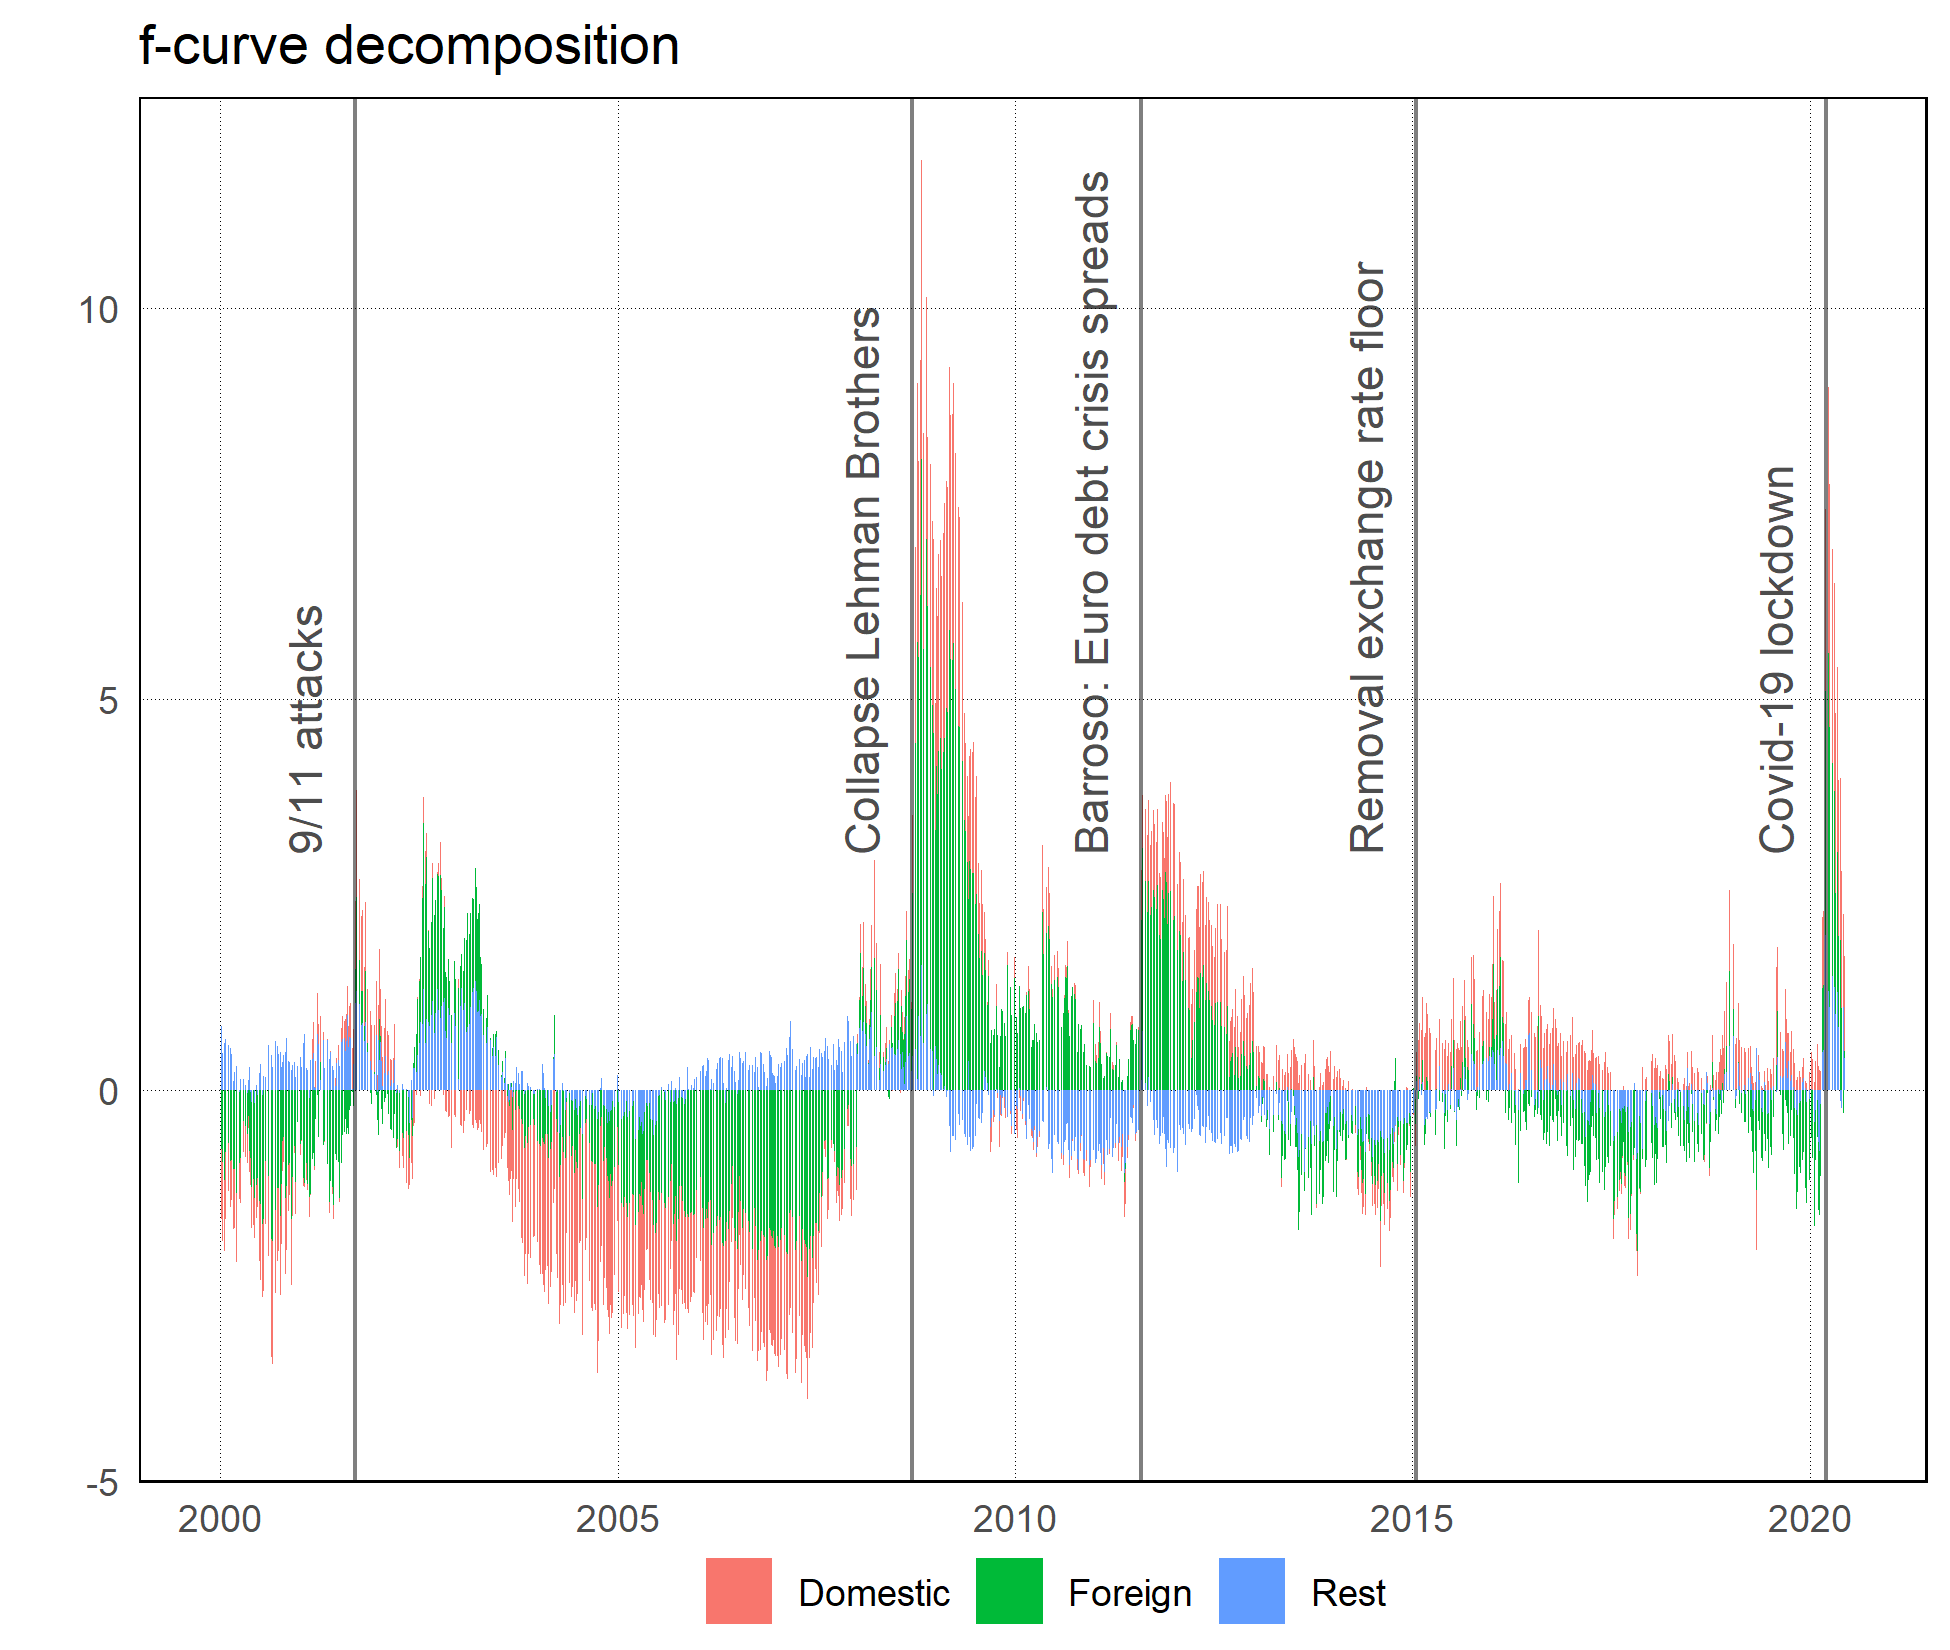 f-curve decomposition
10
5
0
-5
9/11 attacks
Collapse Lehman Brothers
Barroso: Euro debt crisis spreads
Removal exchange rate floor
Covid-19 lockdown
2000 2005 2010 2015 2020
Domestic Foreign Rest